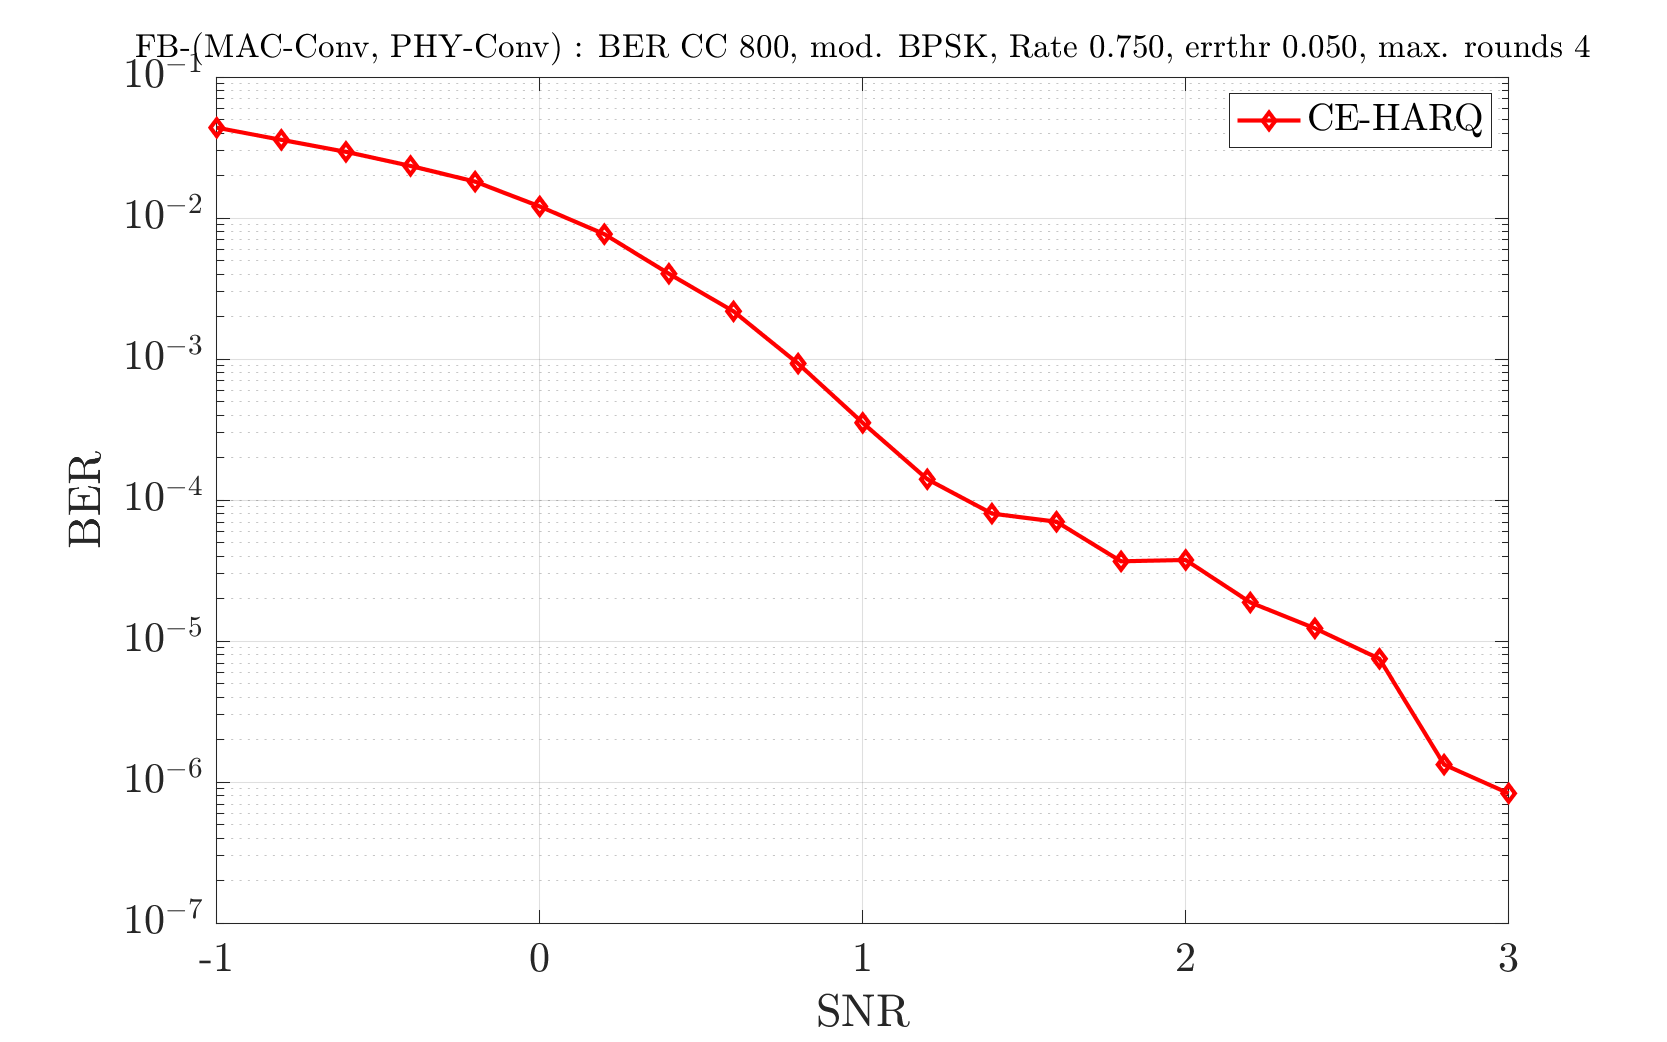 FB-(MAC-Conv, PHY-Conv) : BER CC 800, mod. BPSK, Rate 0.750, errthr 0.050, max. rounds 4
CE-HARQ
10^{-1}
10^{-2}
10^{-3}
10^{-4}
10^{-5}
10^{-6}
10^{-7}
BER
-1 0 1 2 3
SNR